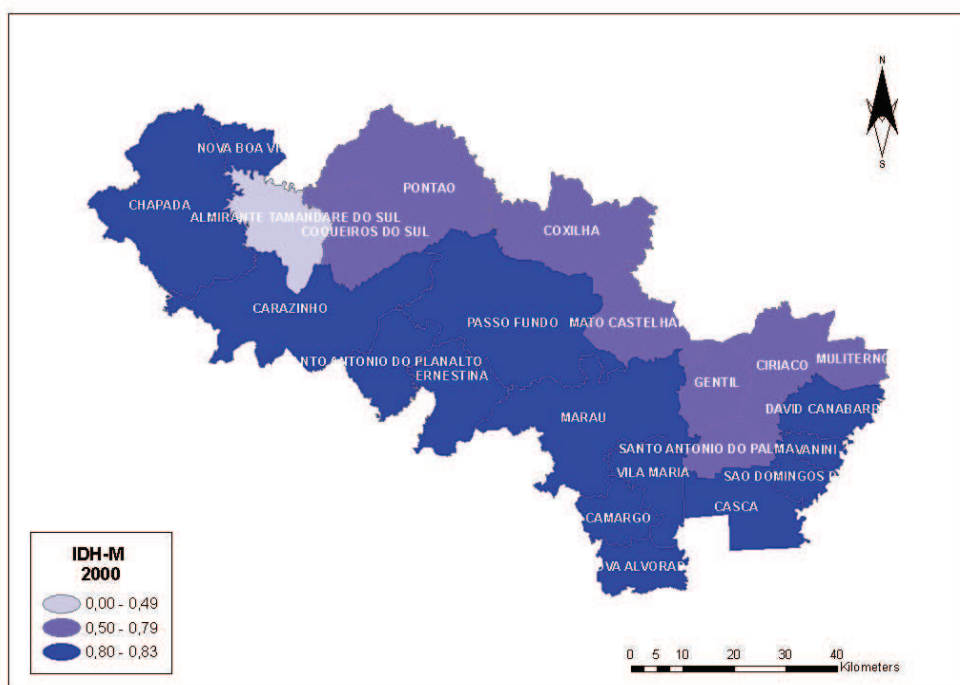 N
S
NOVA BOA VI
PONTAO
CHAPADA
ALMIRANTE TAMANDARE DO SUL
COQUEIROS DO SUL
COXILHA
CARAZINHO
PASSO FUNDO
MATO CASTELHA
NTO ANTONIO DO PLANALTO
ERNESTINA
CIRIACO
MULITERNO
GENTIL
DAVID CANABARR
MARAU
SANTO ANTONIO DO PALMA
VANINI
VILA MARIA
SAO DOMINGOS D
CASCA
CAMARGO
OVA ALVORAD
IDH-M
2000
0,00 - 0,49
0,50 - 0,79
0,80 - 0,83
0 5 10 20 30 40
Kilometers